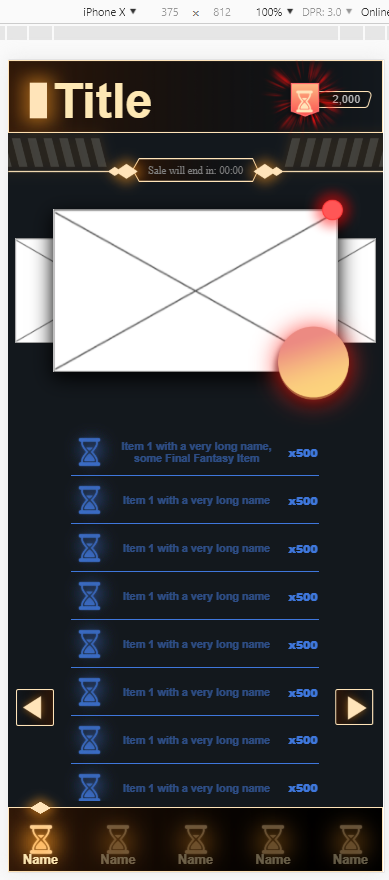 iPhone X ▼ 375 × 812 100% ▼ DPR: 3.0 ▼ Online
Title
2,000
Sale will end in: 00:00
Item 1 with a very long name,
some Final Fantasy Item
x500
Item 1 with a very long name x500
Item 1 with a very long name x500
Item 1 with a very long name x500
Item 1 with a very long name x500
Item 1 with a very long name x500
Item 1 with a very long name x500
Item 1 with a very long name x500
Name Name Name Name Name